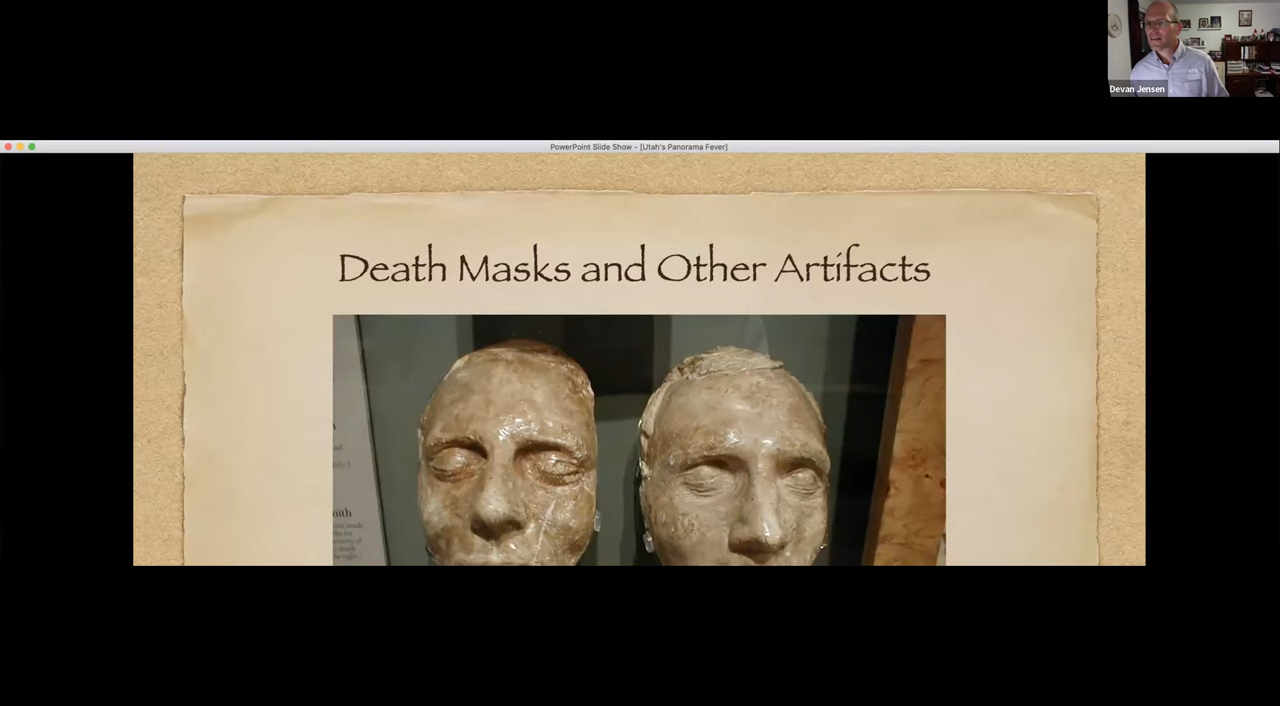 Devan Jensen
PowerPoint Slide Show - [Utah's Panorama Fever]
Death Masks and Other Artifacts